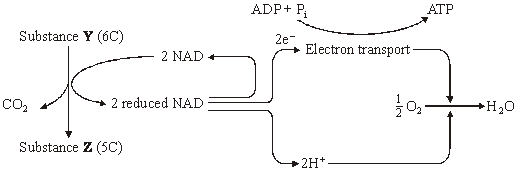 ADP + Pi ATP
Substance Y (6C)
2 NAD 2e⁻ Electron transport
CO₂ 2 reduced NAD ½ O₂ H₂O
Substance Z (5C)
2H⁺